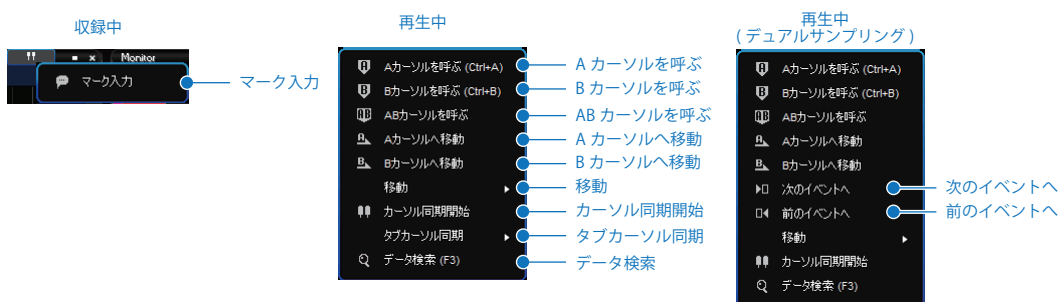 収録中
Monitor
マーク入力
マーク入力
再生中
Aカーソルを呼ぶ (Ctrl+A)
A カーソルを呼ぶ
Bカーソルを呼ぶ (Ctrl+B)
B カーソルを呼ぶ
ABカーソルを呼ぶ
AB カーソルを呼ぶ
Aカーソルへ移動
A カーソルへ移動
Bカーソルへ移動
B カーソルへ移動
移動
移動
カーソル同期開始
カーソル同期開始
タブカーソル同期
タブカーソル同期
データ検索 (F3)
データ検索
再生中
( デュアルサンプリング )
Aカーソルを呼ぶ (Ctrl+A)
Bカーソルを呼ぶ (Ctrl+B)
ABカーソルを呼ぶ
Aカーソルへ移動
Bカーソルへ移動
次のイベントへ
次のイベントへ
前のイベントへ
前のイベントへ
移動
カーソル同期開始
データ検索 (F3)